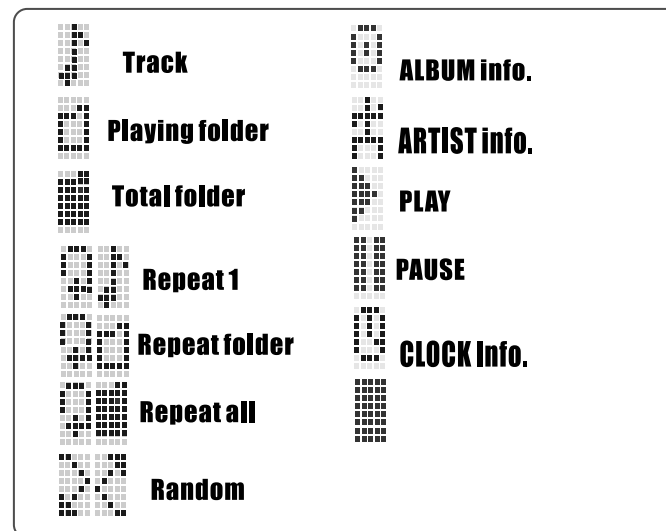 Track
Playing folder
Total folder
Repeat 1
Repeat folder
Repeat all
Random
ALBUM info.
ARTIST info.
PLAY
PAUSE
CLOCK Info.